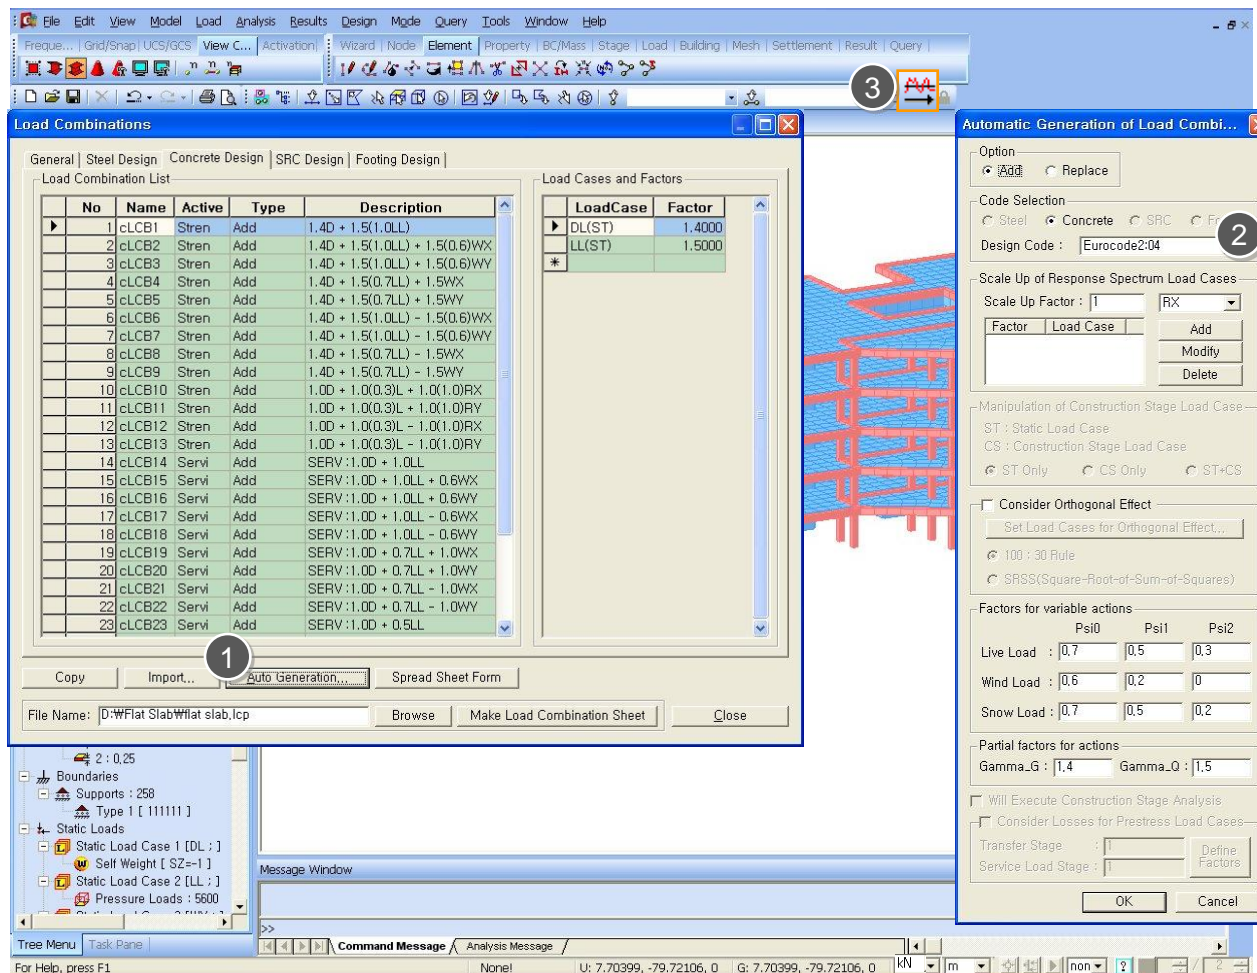 File Edit View Model Load Analysis Results Design Mode Query Tools Window Help
Freque... Grid/Snap UCS/GCS View C... Activation Wizard Node Element Property BC/Mass Stage Load Building Mesh Settlement Result Query
3
Load Combinations
General Steel Design Concrete Design SRC Design Footing Design
Load Combination List
No Name Active Type Description
1 cLCB1 Stren Add 1.4D + 1.5(1.0LL)
2 cLCB2 Stren Add 1.4D + 1.5(1.0LL) + 1.5(0.6)WX
3 cLCB3 Stren Add 1.4D + 1.5(1.0LL) + 1.5(0.6)WY
4 cLCB4 Stren Add 1.4D + 1.5(0.7LL) + 1.5WX
5 cLCB5 Stren Add 1.4D + 1.5(0.7LL) + 1.5WY
6 cLCB6 Stren Add 1.4D + 1.5(1.0LL) - 1.5(0.6)WX
7 cLCB7 Stren Add 1.4D + 1.5(1.0LL) - 1.5(0.6)WY
8 cLCB8 Stren Add 1.4D + 1.5(0.7LL) - 1.5WX
9 cLCB9 Stren Add 1.4D + 1.5(0.7LL) - 1.5WY
10 cLCB10 Stren Add 1.0D + 1.0(0.3)L + 1.0(1.0)RX
11 cLCB11 Stren Add 1.0D + 1.0(0.3)L + 1.0(1.0)RY
12 cLCB12 Stren Add 1.0D + 1.0(0.3)L - 1.0(1.0)RX
13 cLCB13 Stren Add 1.0D + 1.0(0.3)L - 1.0(1.0)RY
14 cLCB14 Servi Add SERV :1.0D + 1.0LL
15 cLCB15 Servi Add SERV :1.0D + 1.0LL + 0.6WX
16 cLCB16 Servi Add SERV :1.0D + 1.0LL + 0.6WY
17 cLCB17 Servi Add SERV :1.0D + 1.0LL - 0.6WX
18 cLCB18 Servi Add SERV :1.0D + 1.0LL - 0.6WY
19 cLCB19 Servi Add SERV :1.0D + 0.7LL + 1.0WX
20 cLCB20 Servi Add SERV :1.0D + 0.7LL + 1.0WY
21 cLCB21 Servi Add SERV :1.0D + 0.7LL - 1.0WX
22 cLCB22 Servi Add SERV :1.0D + 0.7LL - 1.0WY
23 cLCB23 Servi Add SERV :1.0D + 0.5LL
Load Cases and Factors
LoadCase Factor
DL(ST) 1.4000
LL(ST) 1.5000
1
Copy Import... Auto Generation... Spread Sheet Form
File Name: D:₩Flat Slab₩flat slab.lcp Browse Make Load Combination Sheet Close
Automatic Generation of Load Combi...
Option
Add Replace
Code Selection
Steel Concrete SRC
Design Code : Eurocode2:04
2
Scale Up of Response Spectrum Load Cases
Scale Up Factor : 1 RX
Factor Load Case
Add
Modify
Delete
Manipulation of Construction Stage Load Case
ST : Static Load Case
CS : Construction Stage Load Case
ST Only CS Only ST+CS
Consider Orthogonal Effect
Set Load Cases for Orthogonal Effect...
100 : 30 Rule
SRSS(Square-Root-of-Sum-of-Squares)
Factors for variable actions
Psi0 Psi1 Psi2
Live Load : 0.7 0.5 0.3
Wind Load : 0.6 0.2 0
Snow Load : 0.7 0.5 0.2
Partial factors for actions
Gamma_G : 1.4 Gamma_Q : 1.5
Will Execute Construction Stage Analysis
Consider Losses for Prestress Load Cases
Transfer Stage : 1
Service Load Stage : 1
Define Factors
OK Cancel
2 : 0.25
Boundaries
Supports : 258
Type 1 [ 111111 ]
Static Loads
Static Load Case 1 [DL ; ]
Self Weight [ SZ=-1 ]
Static Load Case 2 [LL ; ]
Pressure Loads : 5600
Tree Menu Task Pane
Message Window
>>
Command Message Analysis Message
For Help, press F1 None! U: 7.70399, -79.72106, 0 G: 7.70399, -79.72106, 0 kN m non ? 2